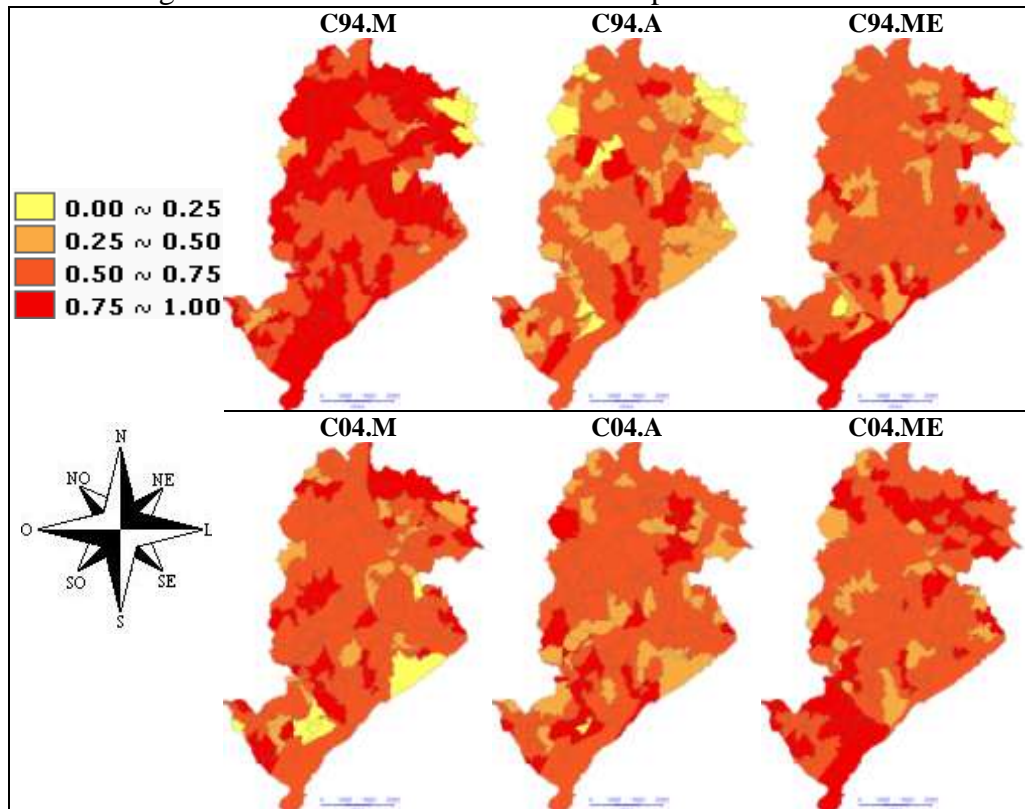 C94.M C94.A C94.ME
0.00 ~ 0.25
0.25 ~ 0.50
0.50 ~ 0.75
0.75 ~ 1.00
C04.M C04.A C04.ME
N
NO NE
O L
SO SE
S